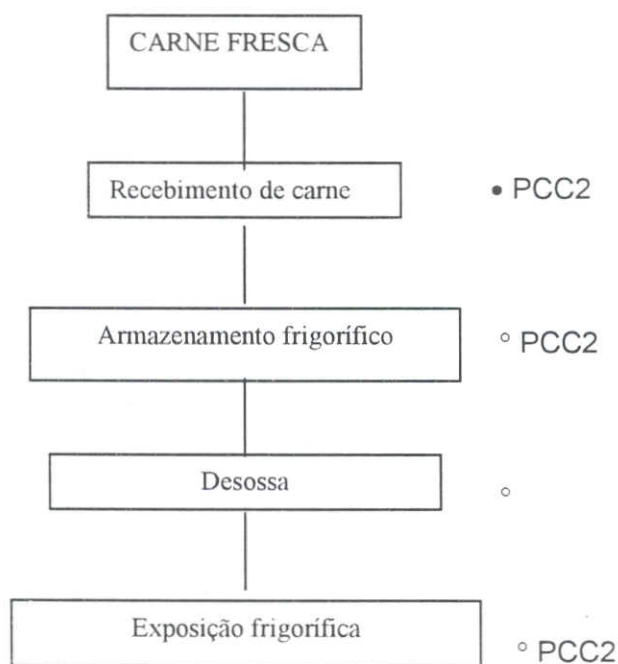 CARNE FRESCA
Recebimento de carne
• PCC2
Armazenamento frigorífico
○ PCC2
Desossa
○
Exposição frigorífica
○ PCC2